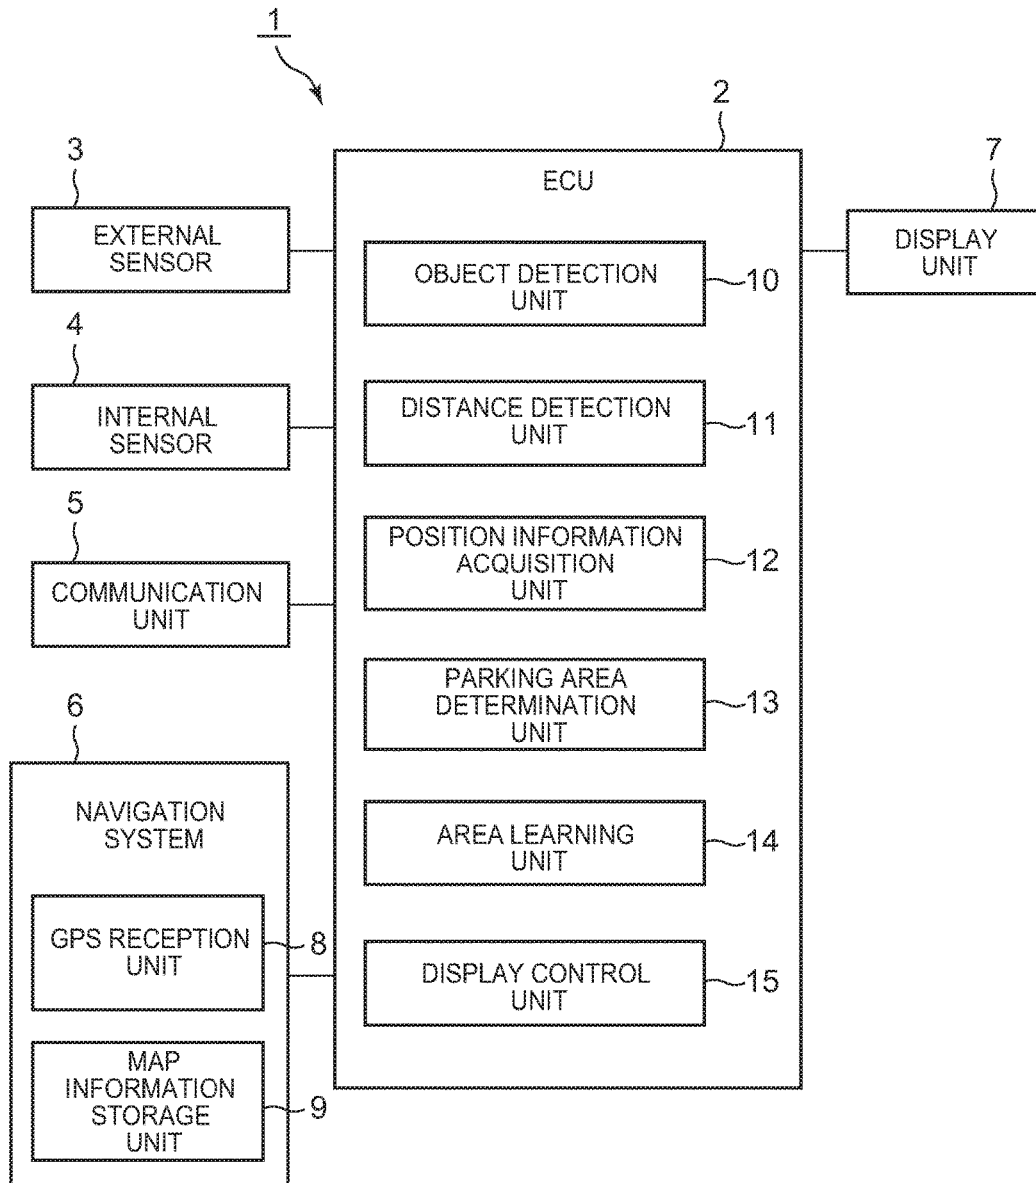 1
2
ECU
3
EXTERNAL
SENSOR
7
DISPLAY
UNIT
OBJECT DETECTION
UNIT
10
4
INTERNAL
SENSOR
DISTANCE DETECTION
UNIT
11
5
COMMUNICATION
UNIT
POSITION INFORMATION
ACQUISITION
UNIT
12
PARKING AREA
DETERMINATION
UNIT
13
6
NAVIGATION
SYSTEM
AREA LEARNING
UNIT
14
GPS RECEPTION
UNIT
8
DISPLAY CONTROL
UNIT
15
MAP
INFORMATION
STORAGE
UNIT
9